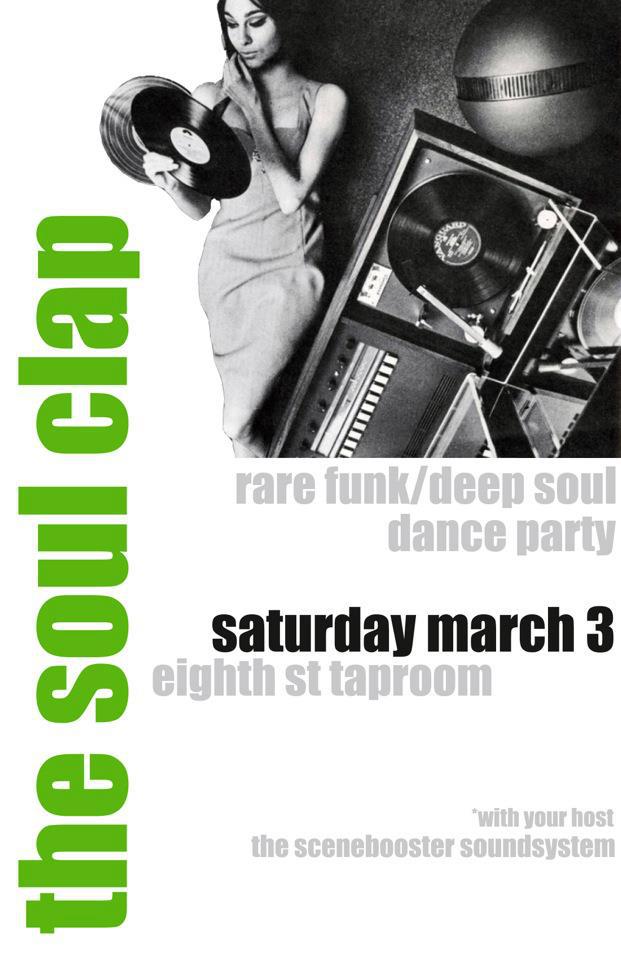 the soul clap
VANGUARD
rare funk/deep soul
dance party
saturday march 3
eighth st taproom
*with your host
the scenebooster soundsystem